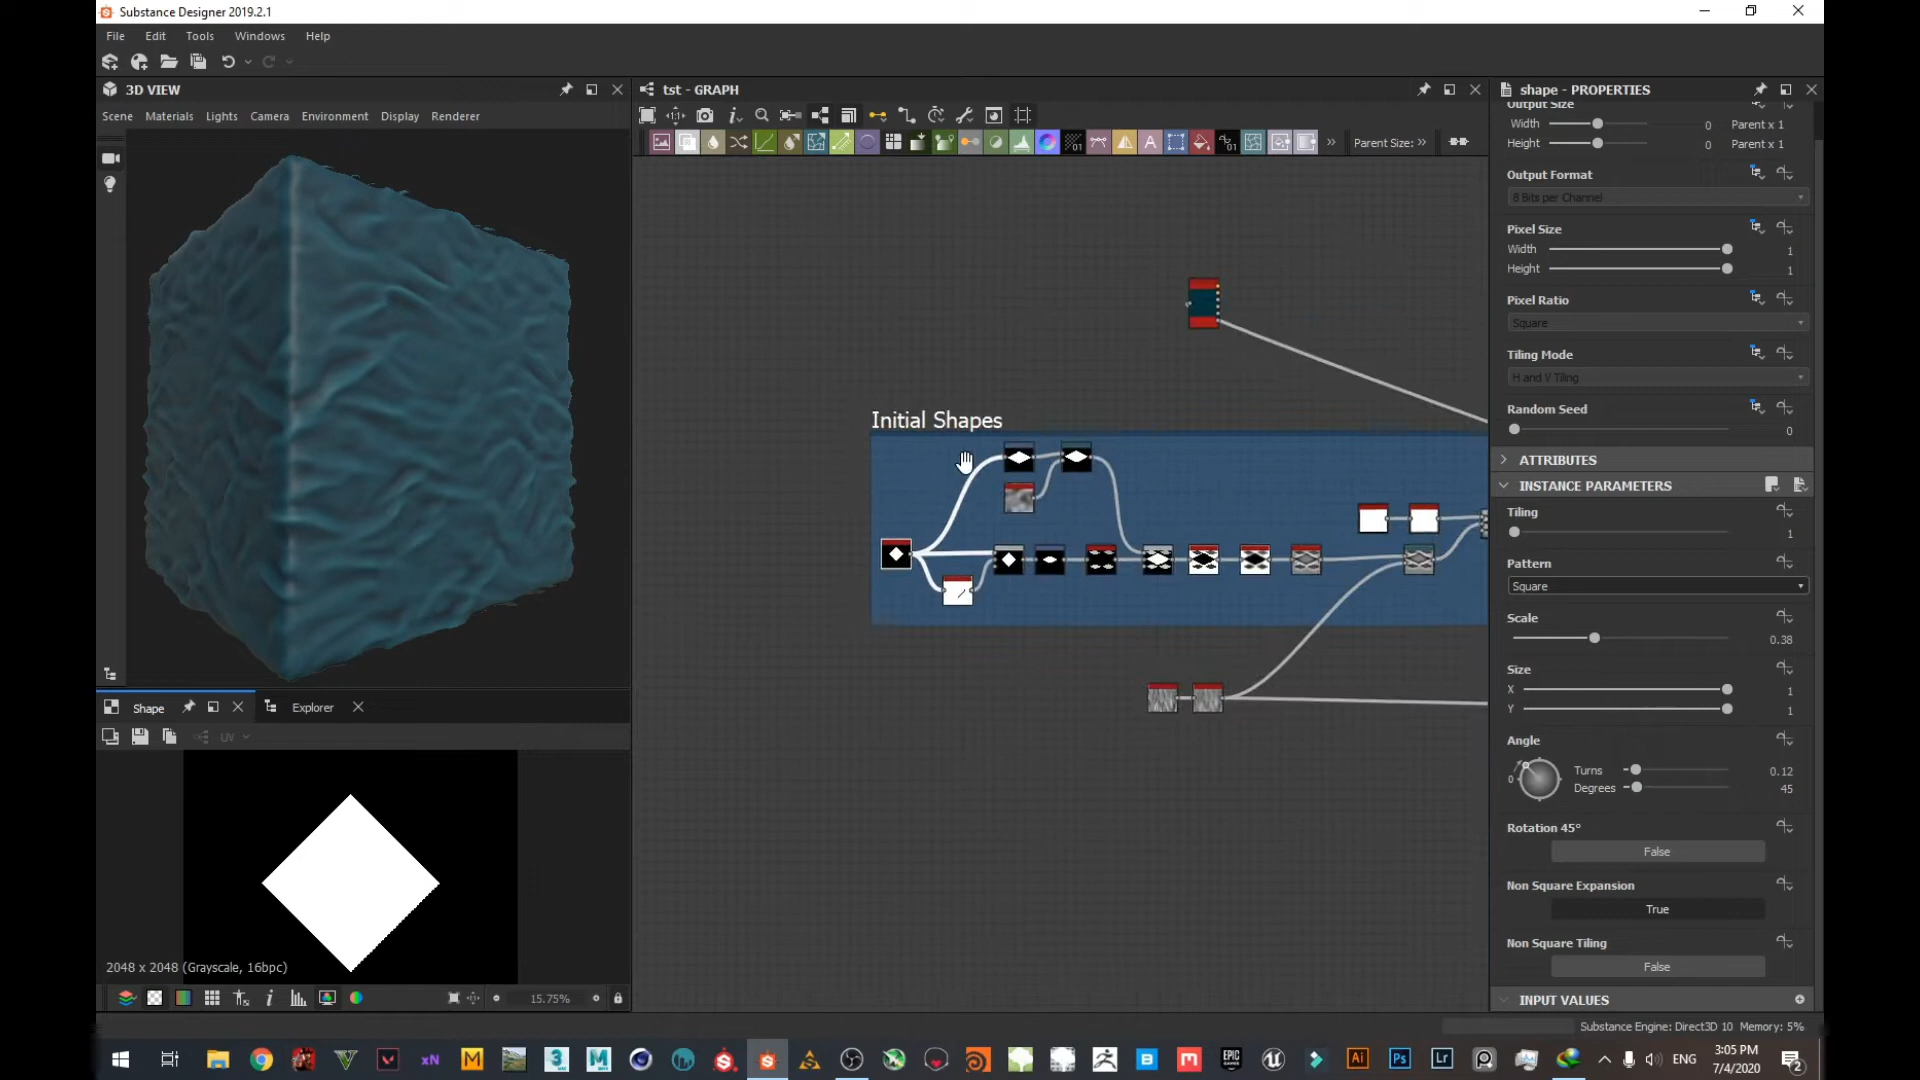 Substance Designer 2019.2.1
File Edit Tools Windows Help
3D VIEW
Scene Materials Lights Camera Environment Display Renderer
tst - GRAPH
Parent Size:
Initial Shapes
Shape
Explorer
UV
2048 x 2048 (Grayscale, 16bpc)
15.75%
shape - PROPERTIES
Output Size
Width 0 Parent x 1
Height 0 Parent x 1
Output Format
8 Bits per Channel
Pixel Size
Width 1
Height 1
Pixel Ratio
Square
Tiling Mode
H and V Tiling
Random Seed
0
ATTRIBUTES
INSTANCE PARAMETERS
Tiling
1
Pattern
Square
Scale
0.38
Size
X 1
Y 1
Angle
0 Turns 0.12
Degrees 45
Rotation 45°
False
Non Square Expansion
True
Non Square Tiling
False
INPUT VALUES
Substance Engine: Direct3D 10 Memory: 5%
ENG
3:05 PM
7/4/2020
2